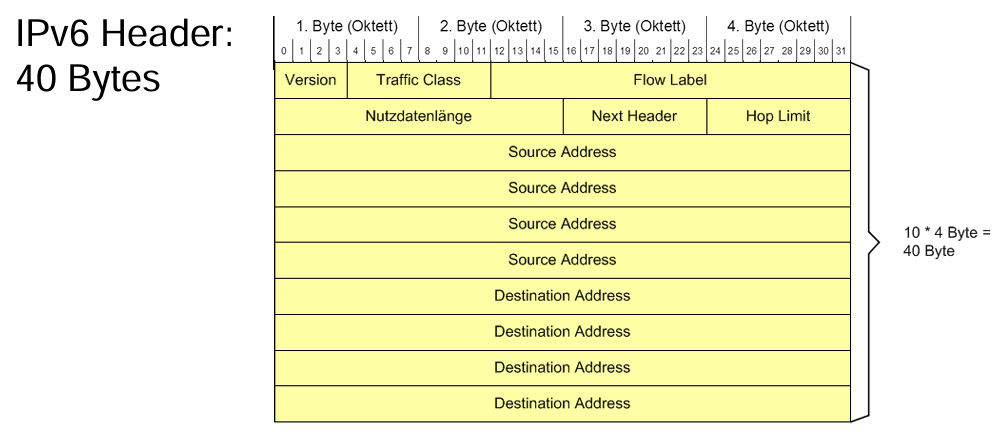 IPv6 Header:
40 Bytes
1. Byte (Oktett) 2. Byte (Oktett) 3. Byte (Oktett) 4. Byte (Oktett)
0 1 2 3 4 5 6 7 8 9 10 11 12 13 14 15 16 17 18 19 20 21 22 23 24 25 26 27 28 29 30 31
Version Traffic Class Flow Label
Nutzdatenlänge Next Header Hop Limit
Source Address
Source Address
Source Address
Source Address
Destination Address
Destination Address
Destination Address
Destination Address
10 * 4 Byte =
40 Byte